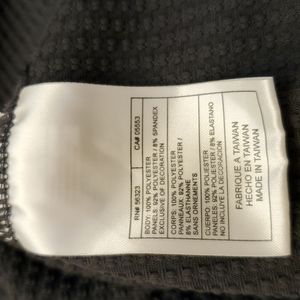 RN# 56323 CA# 05553
BODY: 100% POLYESTER
PANELS: 92% POLYESTER / 8% SPANDEX
EXCLUSIVE OF DECORATION
CORPS: 100% POLYESTER
PANNEAUX: 92% POLYESTER /
8% ELASTHANNE
SANS ORNEMENTS
CUERPO: 100% POLIESTER
PANELES: 92% POLIESTER / 8% ELASTANO
NO INCLUYE LA DECORACIÓN
FABRIQUÉ A TAIWAN
HECHO EN TAIWAN
MADE IN TAIWAN